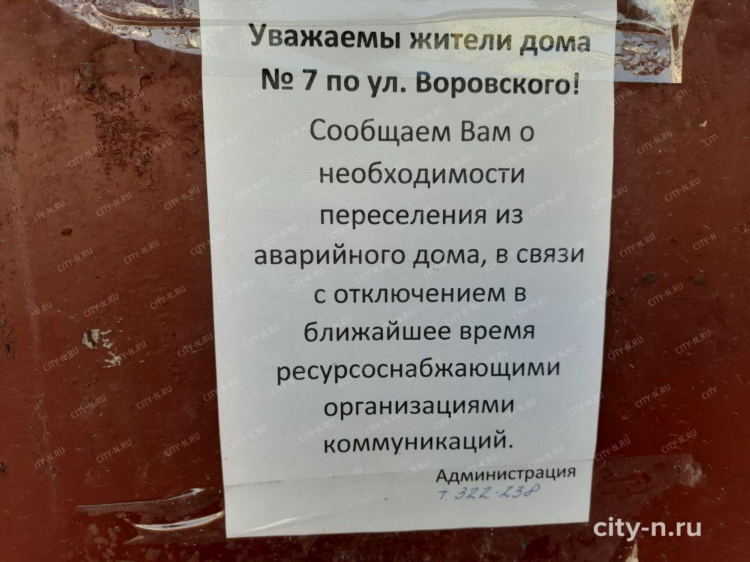 Уважаемы жители дома
№ 7 по ул. Воровского!
Сообщаем Вам о
необходимости
переселения из
аварийного дома, в связи
с отключением в
ближайшее время
ресурсоснабжающими
организациями
коммуникаций.
Администрация
т. 322-238
city-n.ru